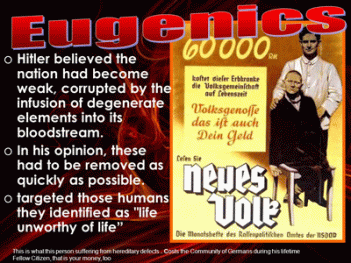 Eugenics
Hitler believed the
nation had become
weak, corrupted by the
infusion of degenerate
elements into its
bloodstream.
In his opinion, these
had to be removed as
quickly as possible.
targeted those humans
they identified as "life
unworthy of life”
60000 RM
kostet dieser Erbkranke
die Volksgemeinschaft
auf Lebenszeit
Volksgenosse
das ist auch
Dein Geld
Lesen Sie
neues
Volk
Die Monatshefte des Rassenpolitischen Amtes der NSDAP
This is what this person suffering from hereditary defects . Costs the Community of Germans during his lifetime
Fellow Citizen, that is your money, too